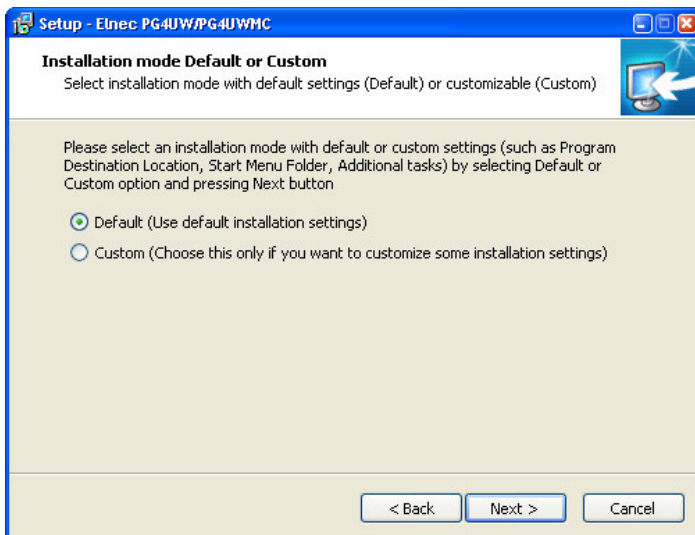 Setup - Elnec PG4UW/PG4UWMC
Installation mode Default or Custom
Select installation mode with default settings (Default) or customizable (Custom)
Please select an installation mode with default or custom settings (such as Program
Destination Location, Start Menu Folder, Additional tasks) by selecting Default or
Custom option and pressing Next button
Default (Use default installation settings)
Custom (Choose this only if you want to customize some installation settings)
< Back
Next >
Cancel